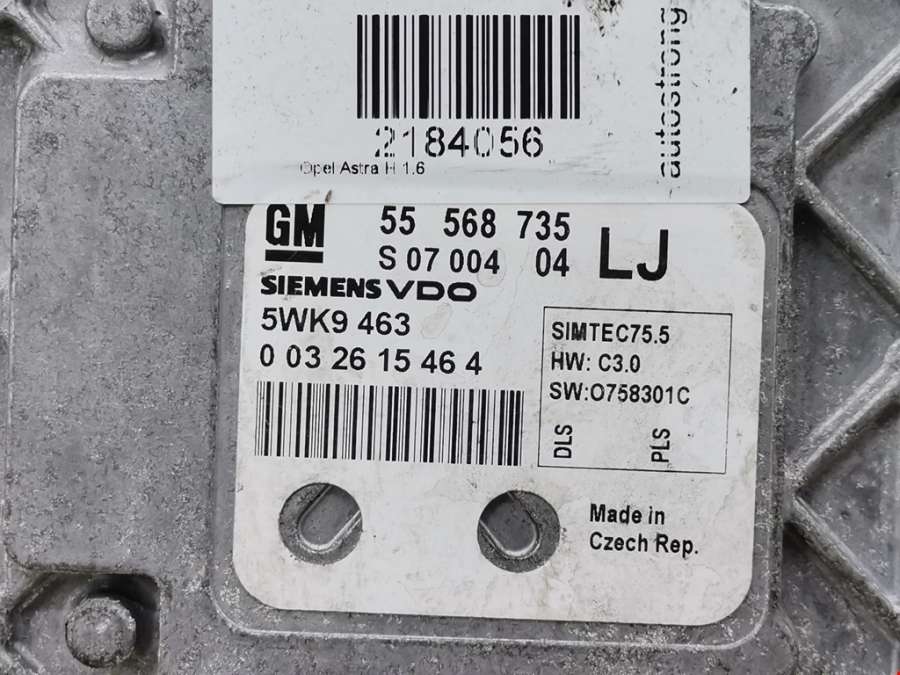 2184056
Opel Astra H 1.6
autostrong
GM
55 568 735
S 07 004 04
LJ
SIEMENS VDO
5WK9 463
0 03 26 15 46 4
SIMTEC75.5
HW: C3.0
SW:O758301C
DLS
PLS
Made in
Czech Rep.